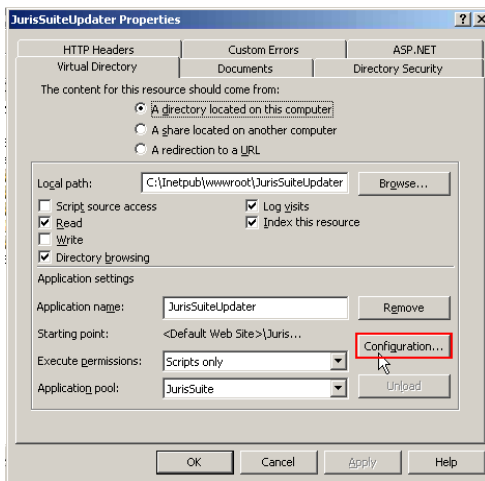 JurisSuiteUpdater Properties
HTTP Headers Custom Errors ASP.NET
Virtual Directory Documents Directory Security
The content for this resource should come from:
A directory located on this computer
A share located on another computer
A redirection to a URL
Local path: C:\Inetpub\wwwroot\JurisSuiteUpdater Browse...
Script source access Log visits
Read Index this resource
Write
Directory browsing
Application settings
Application name: JurisSuiteUpdater Remove
Starting point: <Default Web Site>\Juris...
Configuration...
Execute permissions: Scripts only
Application pool: JurisSuite Unload
OK Cancel Apply Help